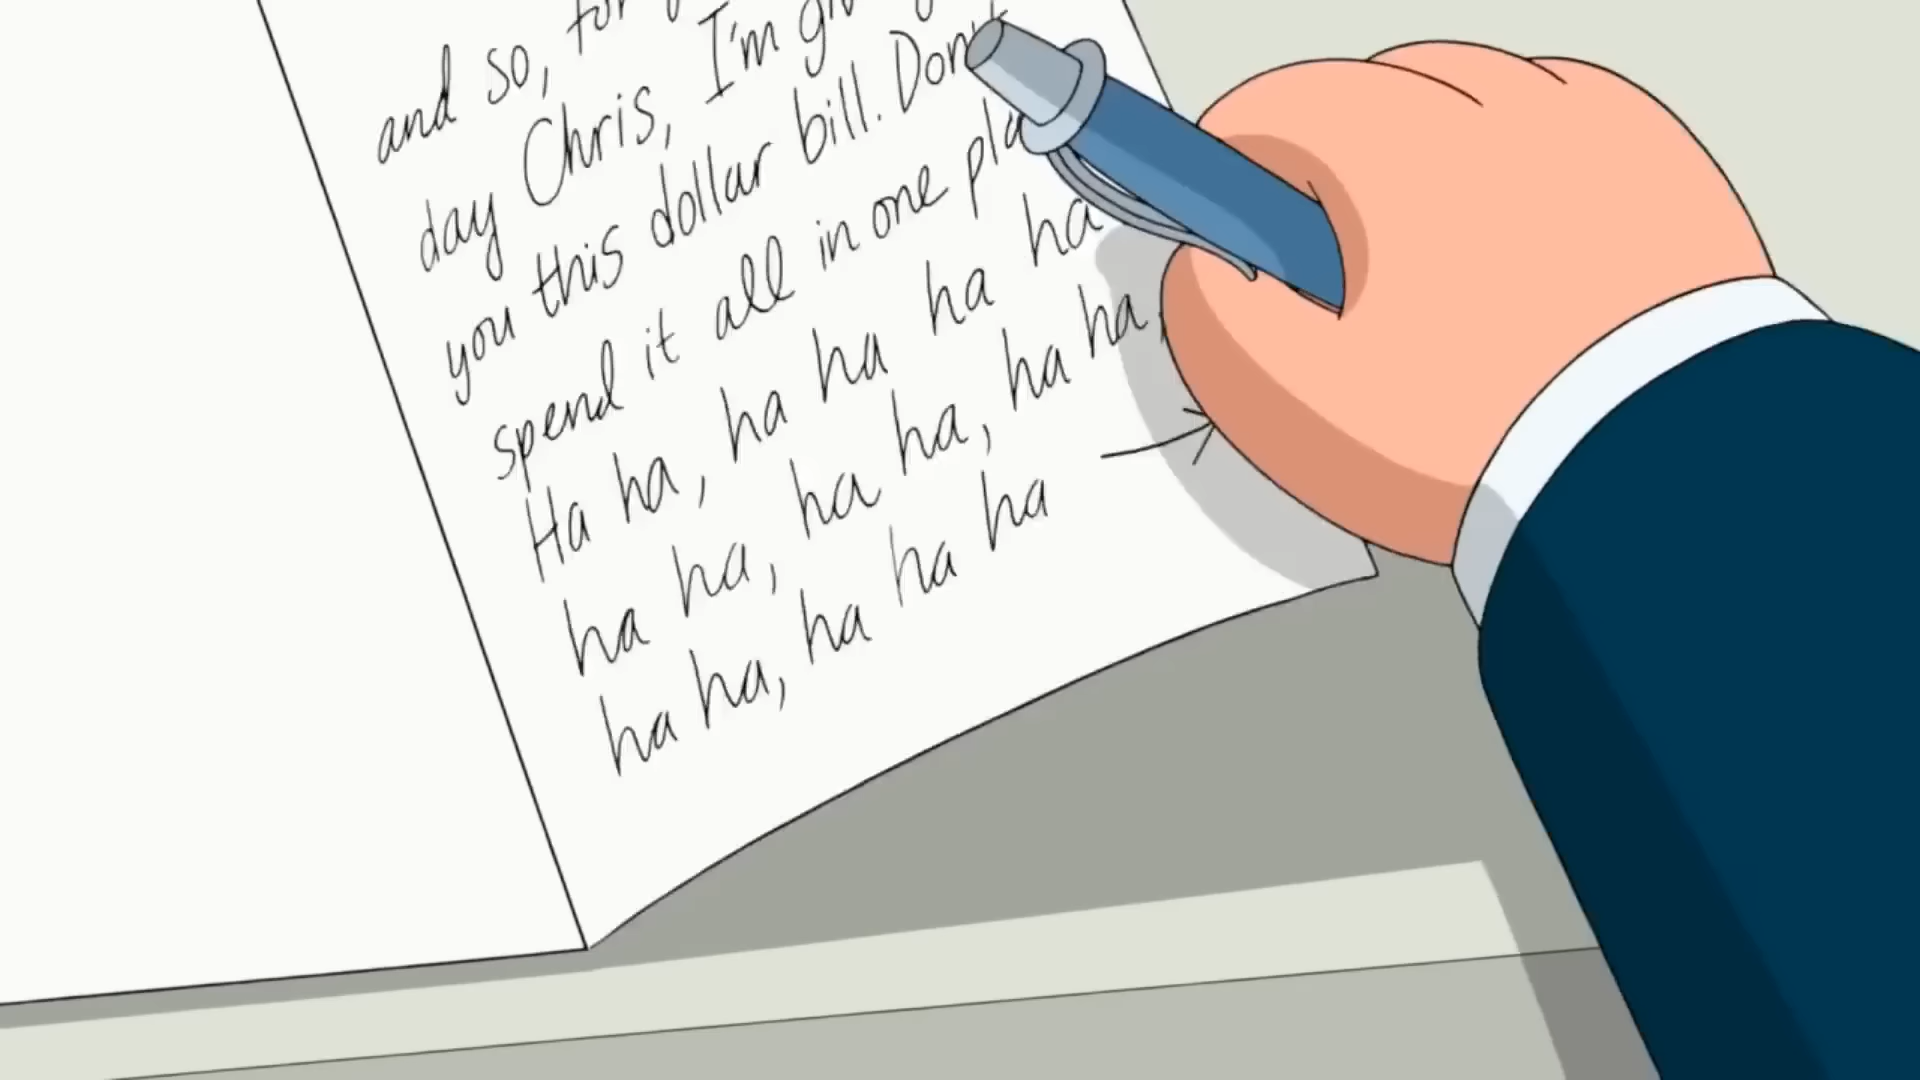 and so, for
day Chris, I'm
you this dollar bill. Don't
spend it all in one
Ha ha, ha ha ha ha
ha ha, ha ha, ha ha,
ha ha, ha ha ha